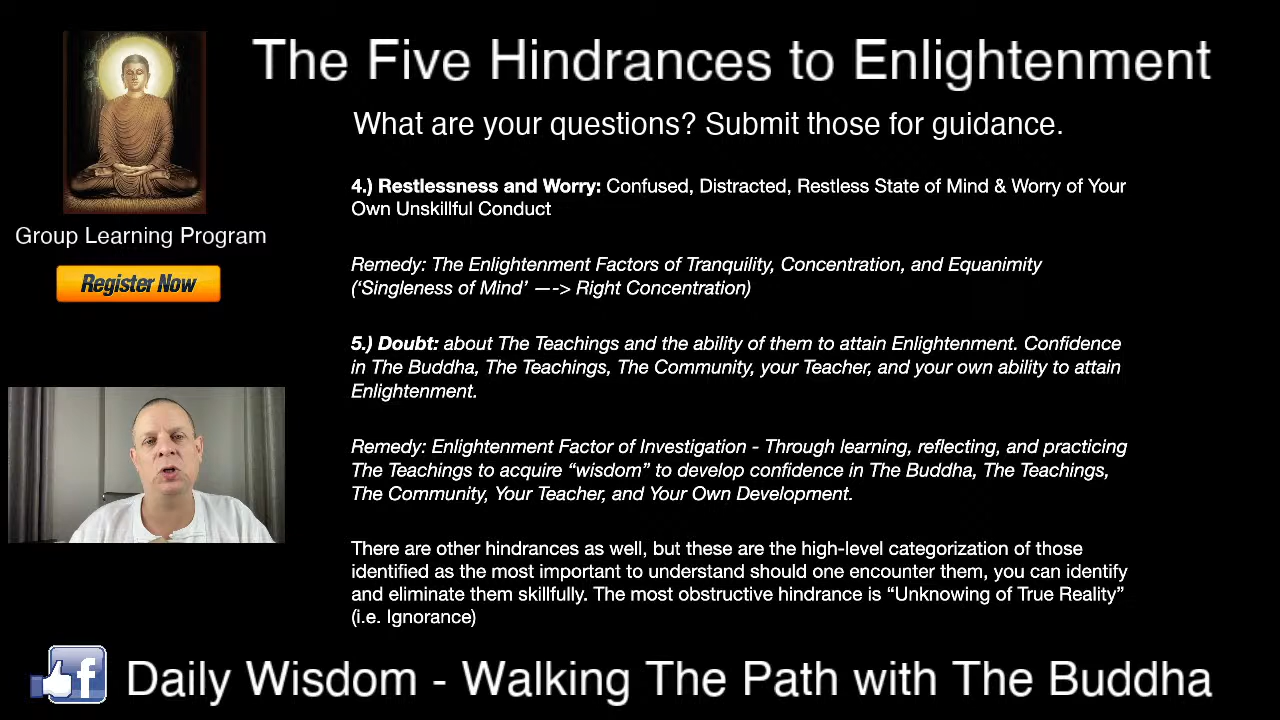 The Five Hindrances to Enlightenment
What are your questions? Submit those for guidance.
4.) Restlessness and Worry: Confused, Distracted, Restless State of Mind & Worry of Your
Own Unskillful Conduct
Remedy: The Enlightenment Factors of Tranquility, Concentration, and Equanimity
(‘Singleness of Mind’ —-> Right Concentration)
5.) Doubt: about The Teachings and the ability of them to attain Enlightenment. Confidence
in The Buddha, The Teachings, The Community, your Teacher, and your own ability to attain
Enlightenment.
Remedy: Enlightenment Factor of Investigation - Through learning, reflecting, and practicing
The Teachings to acquire “wisdom” to develop confidence in The Buddha, The Teachings,
The Community, Your Teacher, and Your Own Development.
There are other hindrances as well, but these are the high-level categorization of those
identified as the most important to understand should one encounter them, you can identify
and eliminate them skillfully. The most obstructive hindrance is “Unknowing of True Reality”
(i.e. Ignorance)
Group Learning Program
Register Now
f
Daily Wisdom - Walking The Path with The Buddha